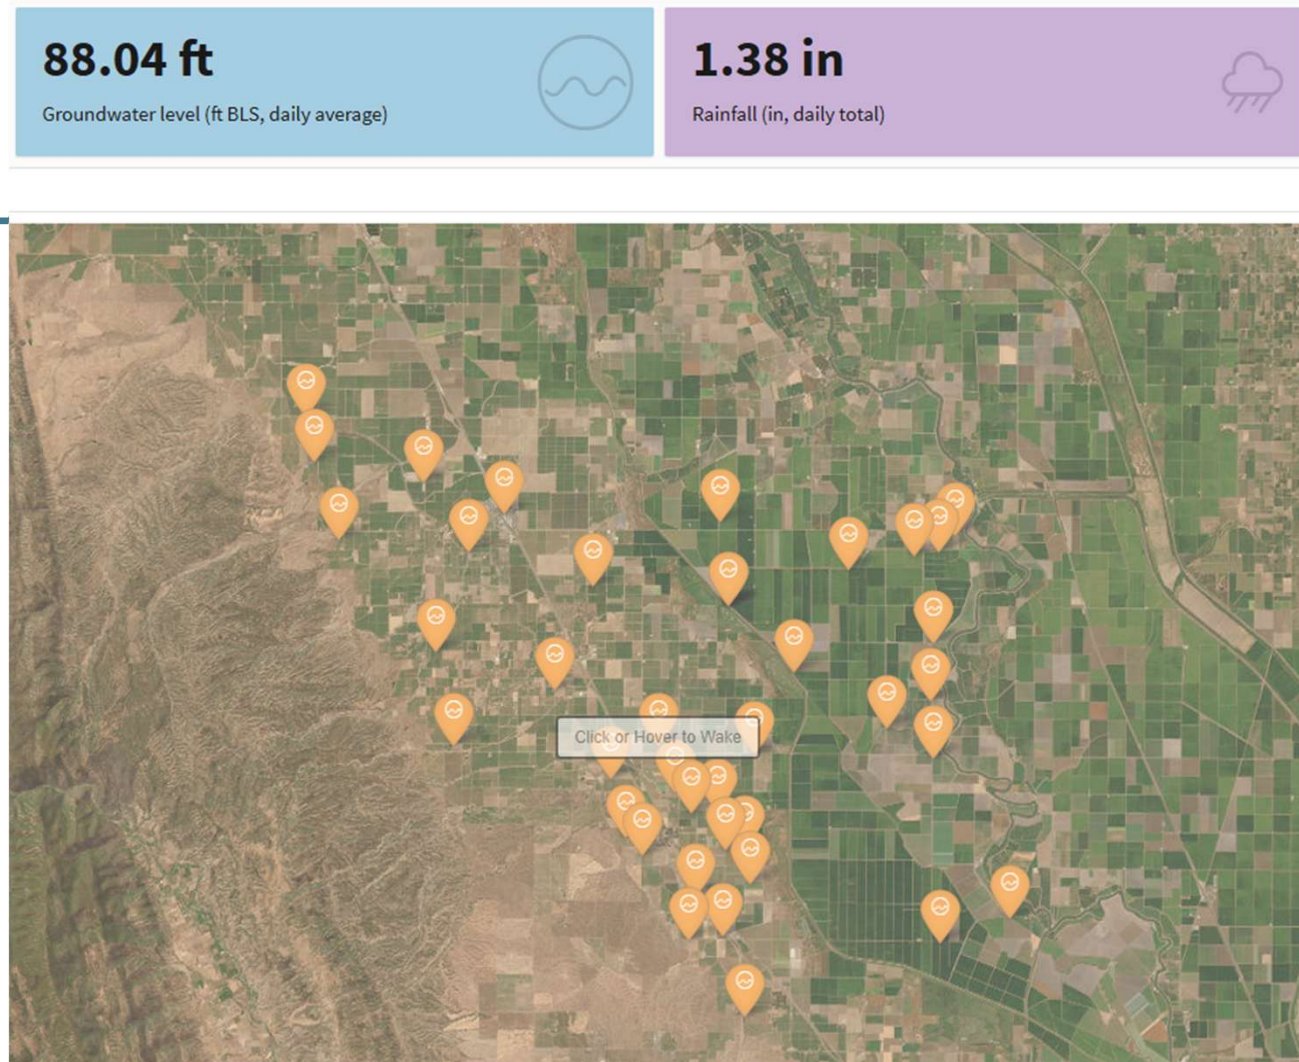 88.04 ft
Groundwater level (ft BLS, daily average)
1.38 in
Rainfall (in, daily total)
Click or Hover to Wake